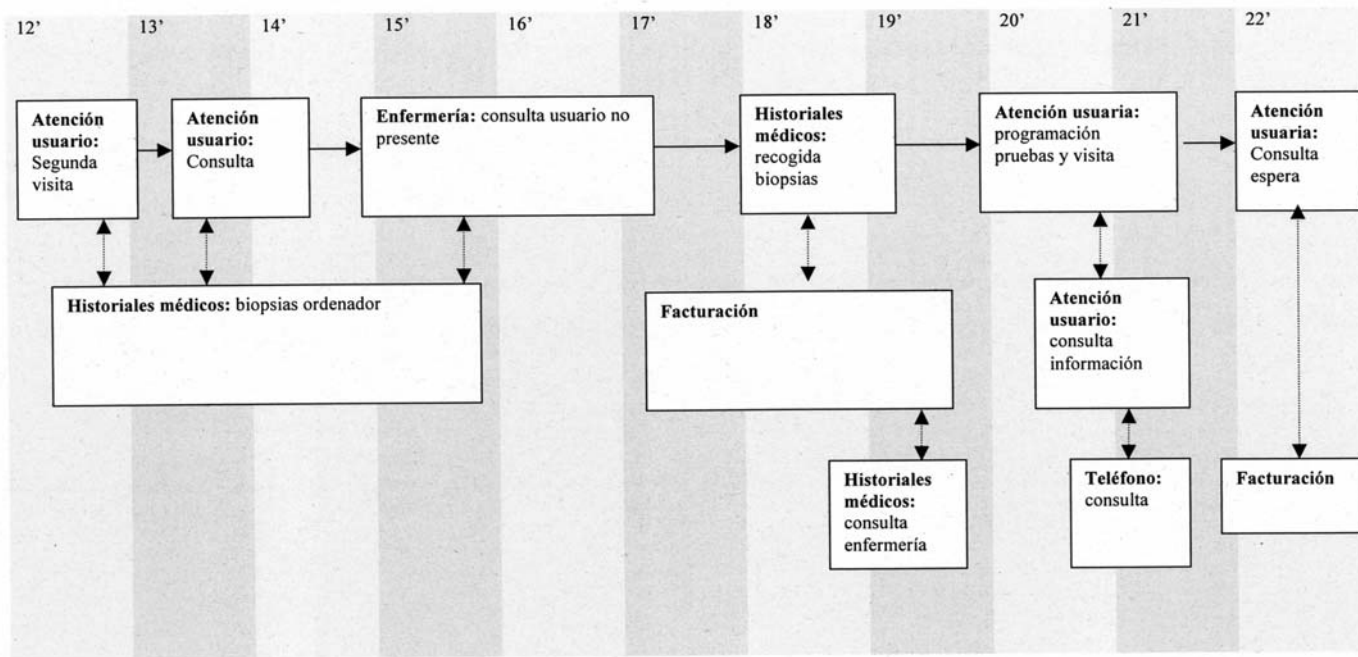 12’ 13’ 14’ 15’ 16’ 17’ 18’ 19’ 20’ 21’ 22’
Atención
usuario:
Segunda
visita
Atención
usuario:
Consulta
Enfermería: consulta usuario no
presente
Historiales
médicos:
recogida
biopsias
Atención usuaria:
programación
pruebas y visita
Atención
usuaria:
Consulta
espera
Historiales médicos: biopsias ordenador
Facturación
Atención
usuario:
consulta
información
Historiales
médicos:
consulta
enfermería
Teléfono:
consulta
Facturación